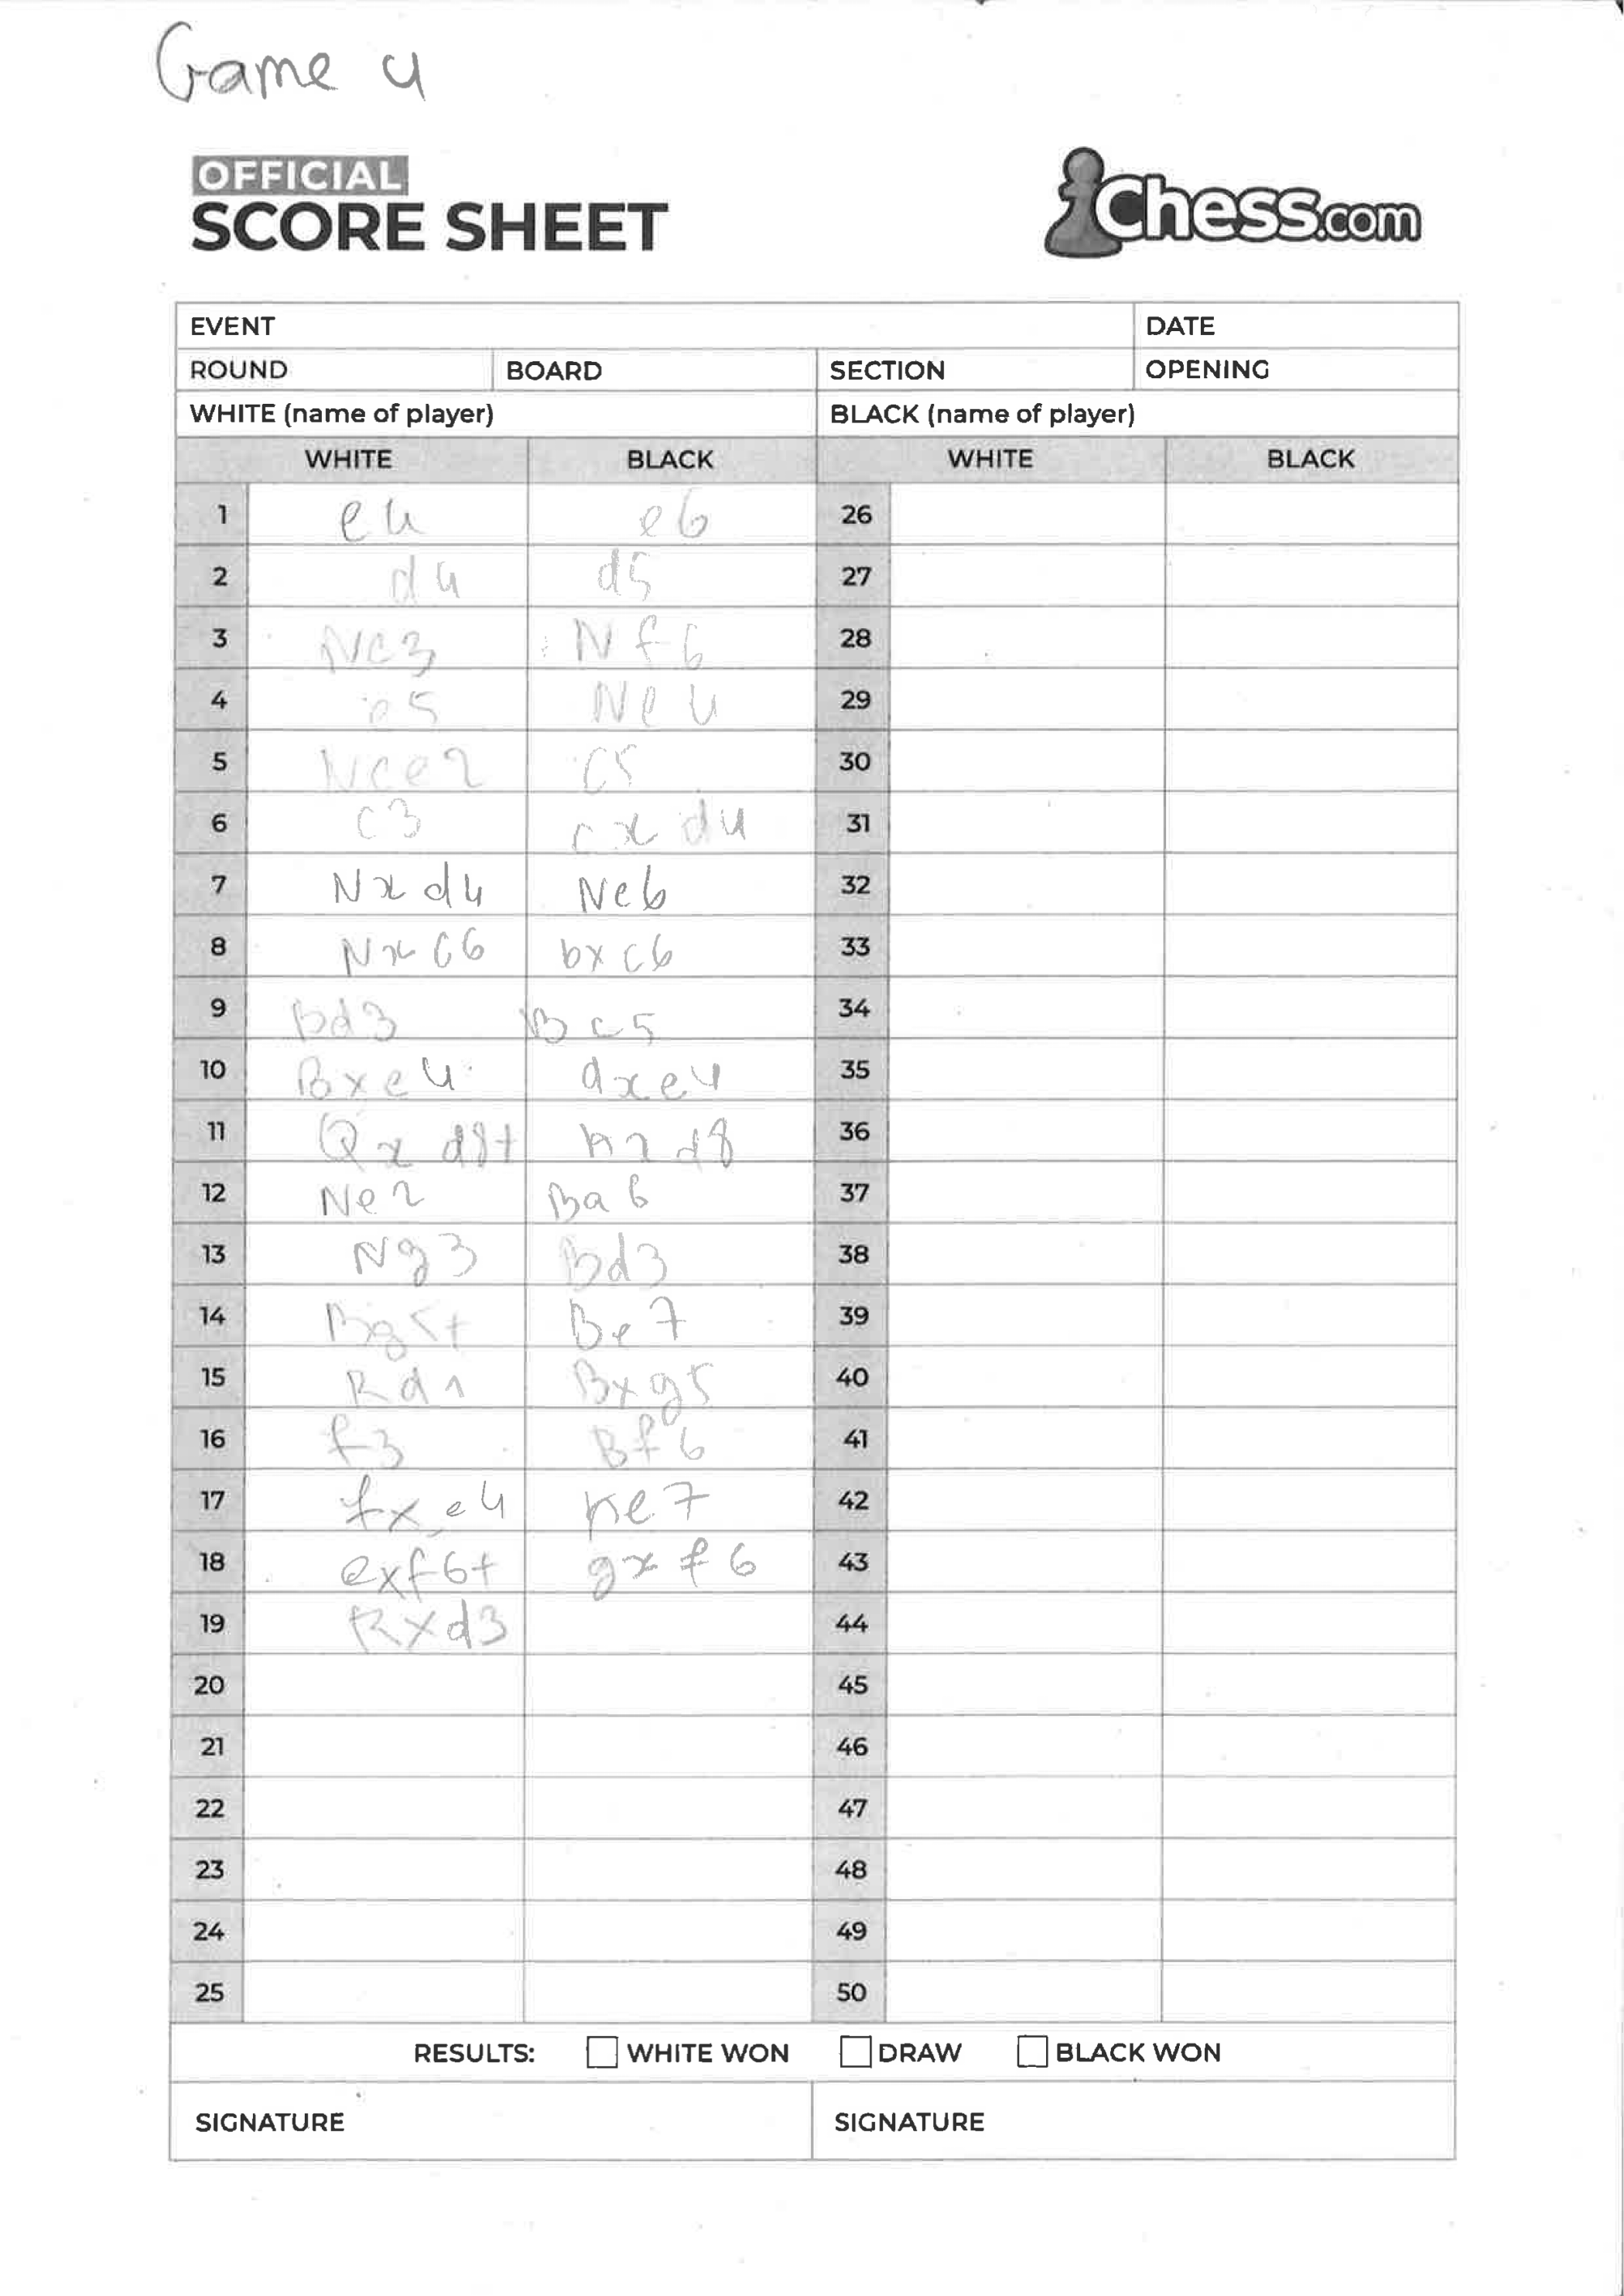 Game 4
OFFICIAL
SCORE SHEET
Chess.com
EVENT DATE
ROUND BOARD SECTION OPENING
WHITE (name of player) BLACK (name of player)
WHITE BLACK WHITE BLACK
1 e4 e6 26
2 d4 d5 27
3 Nc3 Nf6 28
4 e5 Ne4 29
5 Nce2 c5 30
6 c3 cxd4 31
7 Nxd4 Nc6 32
8 Nxc6 bxc6 33
9 Bd3 Bc5 34
10 Bxe4 dxe4 35
11 Qxd8+ Kxd8 36
12 Ne2 Ba6 37
13 Ng3 Bd3 38
14 Bg5+ Be7 39
15 Rd1 Bxg5 40
16 f3 Bf6 41
17 fxe4 Ke7 42
18 exf6+ gxf6 43
19 Rxd3 44
20 45
21 46
22 47
23 48
24 49
25 50
RESULTS: WHITE WON DRAW BLACK WON
SIGNATURE SIGNATURE